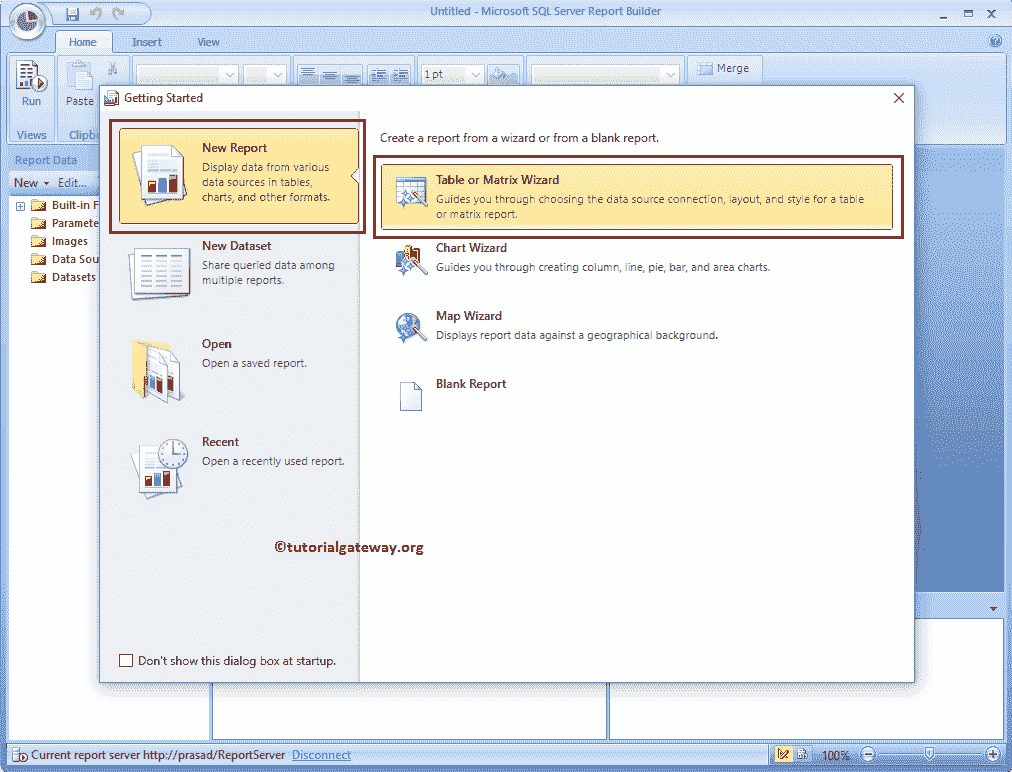 Untitled - Microsoft SQL Server Report Builder
Home Insert View
1 pt
Merge
Run
Paste
Views
Clipb
Report Data
New Edit...
Built-in F
Paramete
Images
Data Sou
Datasets
Getting Started
New Report
Display data from various
data sources in tables,
charts, and other formats.
New Dataset
Share queried data among
multiple reports.
Open
Open a saved report.
Recent
Open a recently used report.
Create a report from a wizard or from a blank report.
Table or Matrix Wizard
Guides you through choosing the data source connection, layout, and style for a table
or matrix report.
Chart Wizard
Guides you through creating column, line, pie, bar, and area charts.
Map Wizard
Displays report data against a geographical background.
Blank Report
©tutorialgateway.org
Don't show this dialog box at startup.
Current report server http://prasad/ReportServer Disconnect
100%